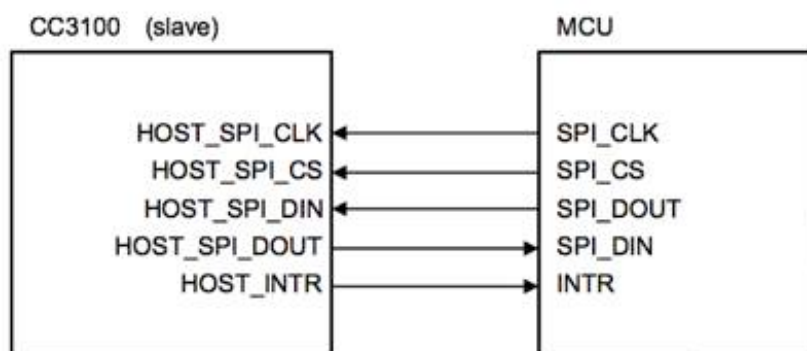 CC3100 (slave) MCU
HOST_SPI_CLK SPI_CLK
HOST_SPI_CS SPI_CS
HOST_SPI_DIN SPI_DOUT
HOST_SPI_DOUT SPI_DIN
HOST_INTR INTR